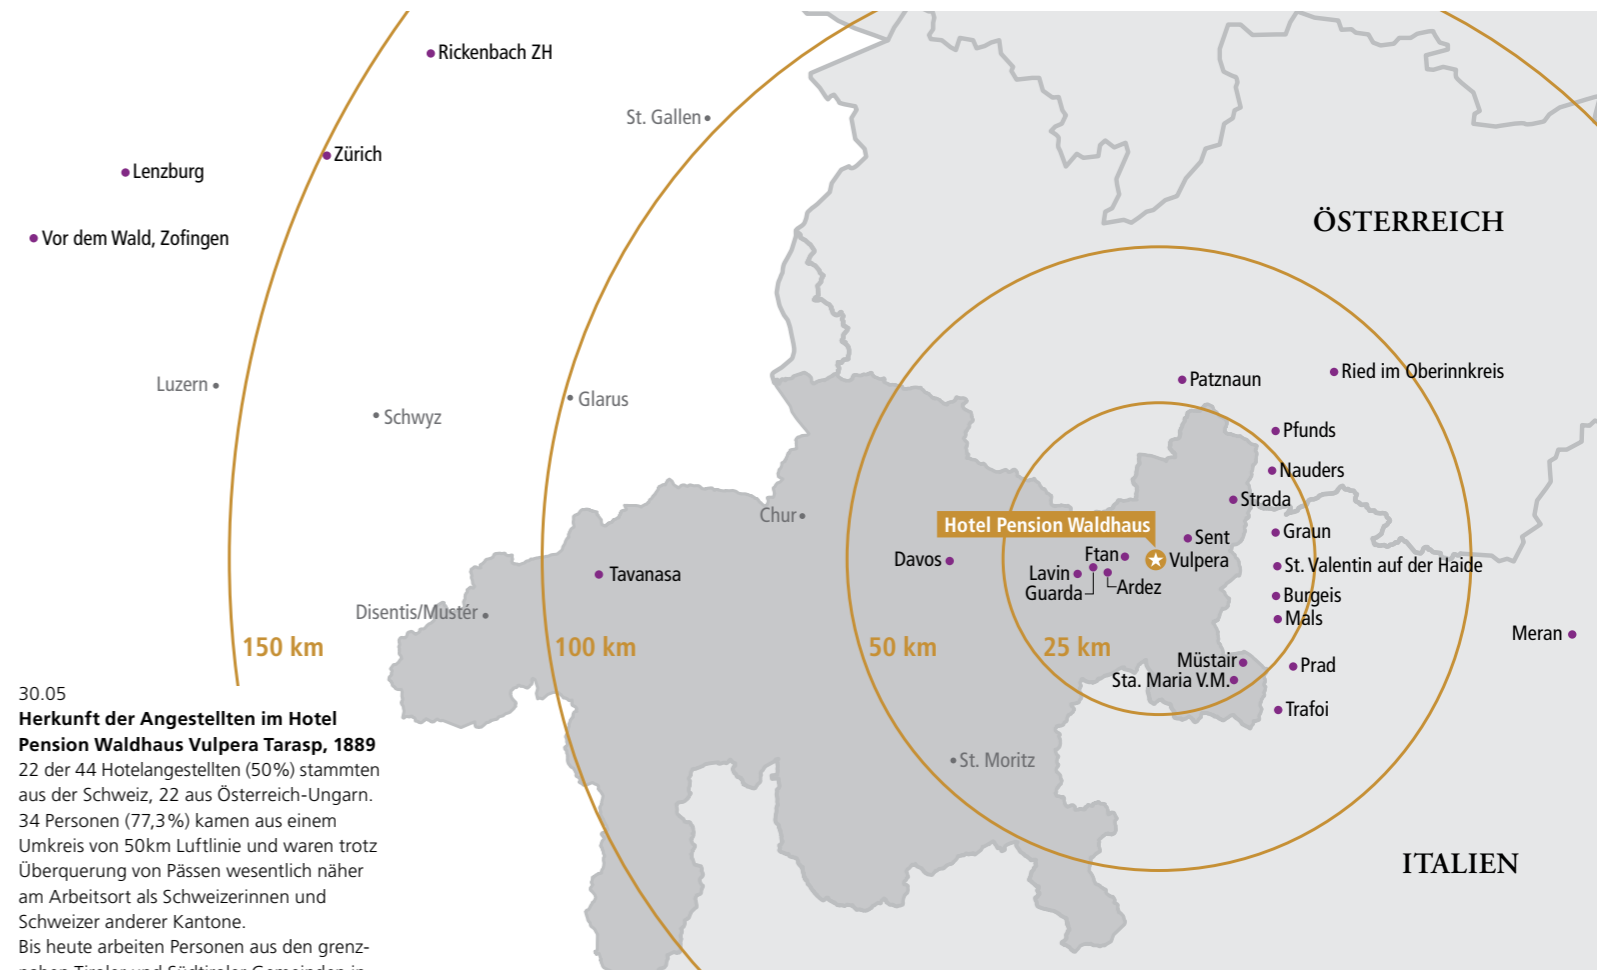 Rickenbach ZH
St. Gallen
Zürich
Lenzburg
ÖSTERREICH
Vor dem Wald, Zofingen
Patznaun
Ried im Oberinnkreis
Luzern
Glarus
Schwyz
Pfunds
Nauders
Strada
Chur
Hotel Pension Waldhaus
Graun
Sent
Ftan
Davos
Vulpera
St. Valentin auf der Haide
Lavin
Tavanasa
Ardez
Guarda
Burgeis
Disentis/Mustér
Mals
Meran
150 km
100 km
50 km
25 km
Müstair
Prad
Sta. Maria V.M.
Trafoi
St. Moritz
ITALIEN
30.05
Herkunft der Angestellten im Hotel
Pension Waldhaus Vulpera Tarasp, 1889
22 der 44 Hotelangestellten (50%) stammten
aus der Schweiz, 22 aus Österreich-Ungarn.
34 Personen (77,3%) kamen aus einem
Umkreis von 50km Luftlinie und waren trotz
Überquerung von Pässen wesentlich näher
am Arbeitsort als Schweizerinnen und
Schweizer anderer Kantone.
Bis heute arbeiten Personen aus den grenz-
nahen Tiroler und Südtiroler Gemeinden in